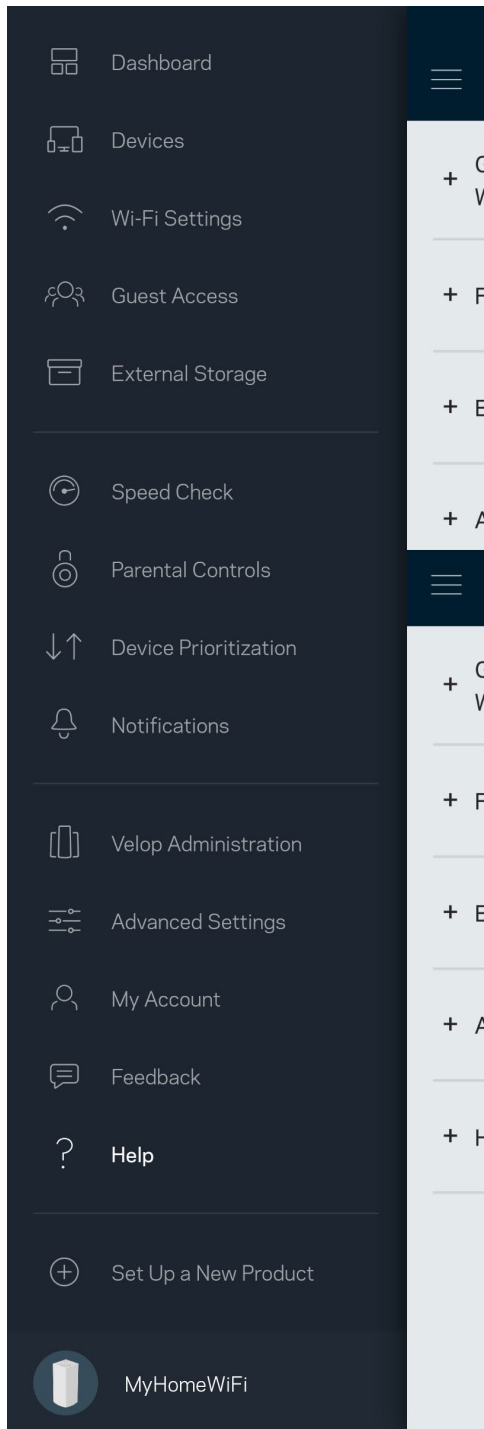 Dashboard
Devices
Wi-Fi Settings
Guest Access
External Storage
Speed Check
Parental Controls
Device Prioritization
Notifications
Velop Administration
Advanced Settings
My Account
Feedback
Help
Set Up a New Product
MyHomeWiFi